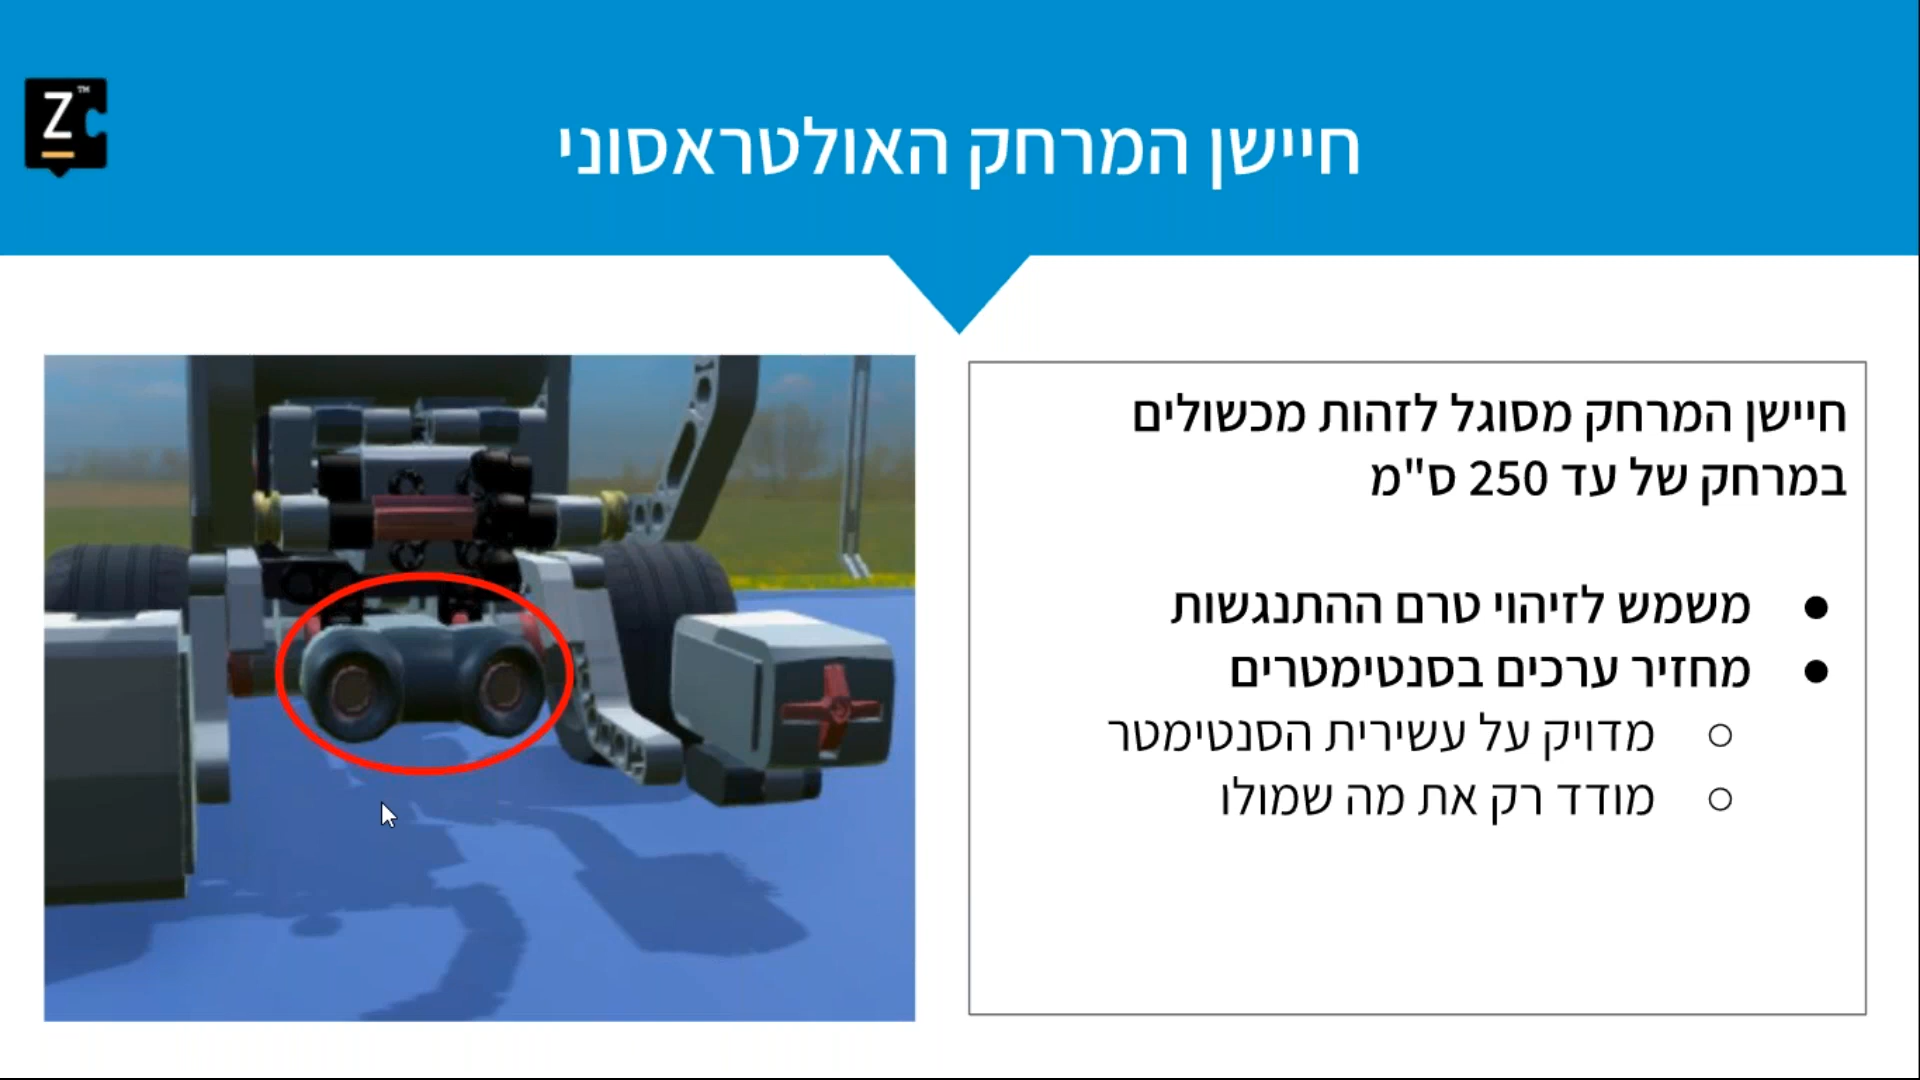 Z™
חיישן המרחק האולטראסוני
חיישן המרחק מסוגל לזהות מכשולים
במרחק של עד 250 ס"מ
● משמש לזיהוי טרם ההתנגשות
● מחזיר ערכים בסנטימטרים
○ מדויק על עשירית הסנטימטר
○ מודד רק את מה שמולו